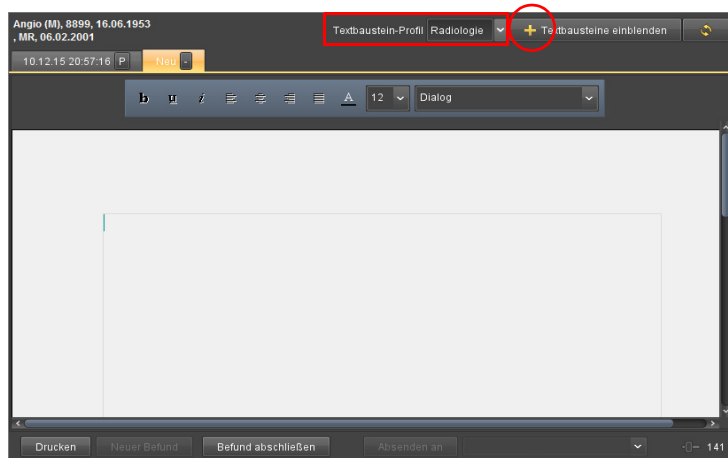 Angio (M), 8899, 16.06.1953
, MR, 06.02.2001
Textbaustein-Profil Radiologie Textbausteine einblenden
10.12.15 20:57:16 P Neu -
b u i A 12 Dialog
Drucken Neuer Befund Befund abschließen Absenden an 141